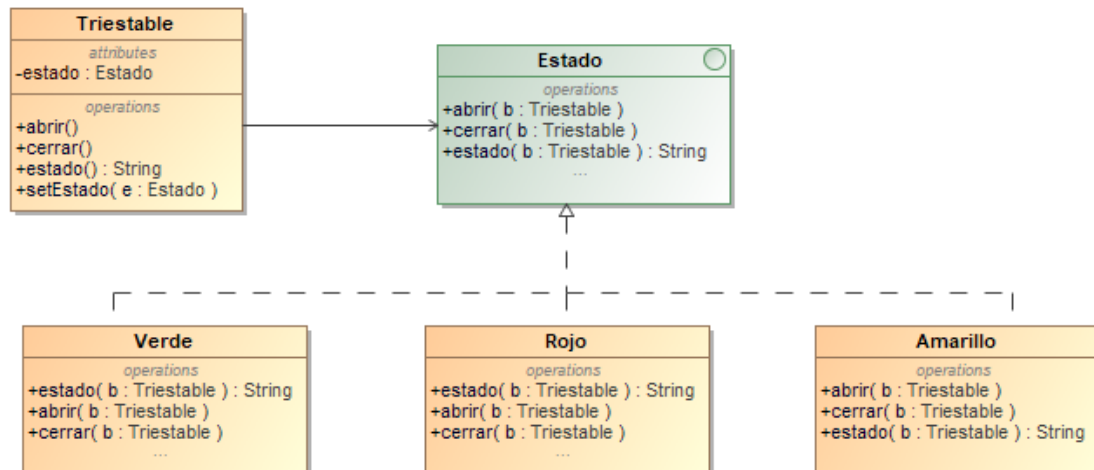 Triestable
attributes
-estado : Estado
operations
+abrir()
+cerrar()
+estado() : String
+setEstado( e : Estado )
Estado
operations
+abrir( b : Triestable )
+cerrar( b : Triestable )
+estado( b : Triestable ) : String
...
Verde
operations
+estado( b : Triestable ) : String
+abrir( b : Triestable )
+cerrar( b : Triestable )
...
Rojo
operations
+estado( b : Triestable ) : String
+abrir( b : Triestable )
+cerrar( b : Triestable )
...
Amarillo
operations
+abrir( b : Triestable )
+cerrar( b : Triestable )
+estado( b : Triestable ) : String